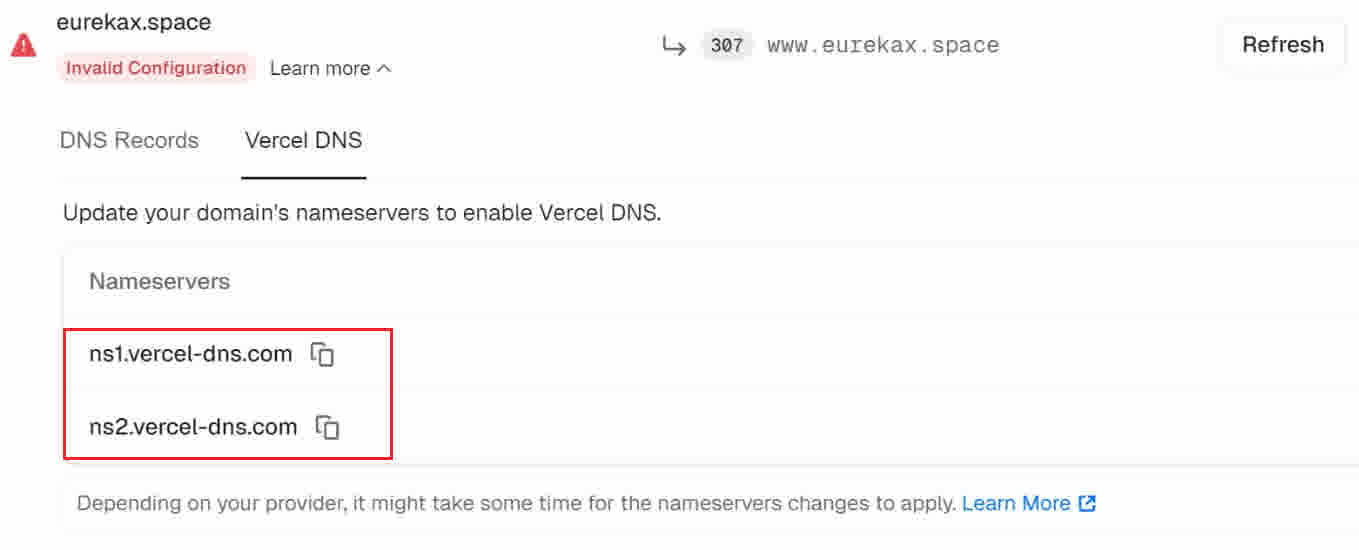 eurekax.space
307 www.eurekax.space
Refresh
Invalid Configuration Learn more
DNS Records Vercel DNS
Update your domain's nameservers to enable Vercel DNS.
Nameservers
ns1.vercel-dns.com
ns2.vercel-dns.com
Depending on your provider, it might take some time for the nameservers changes to apply. Learn More